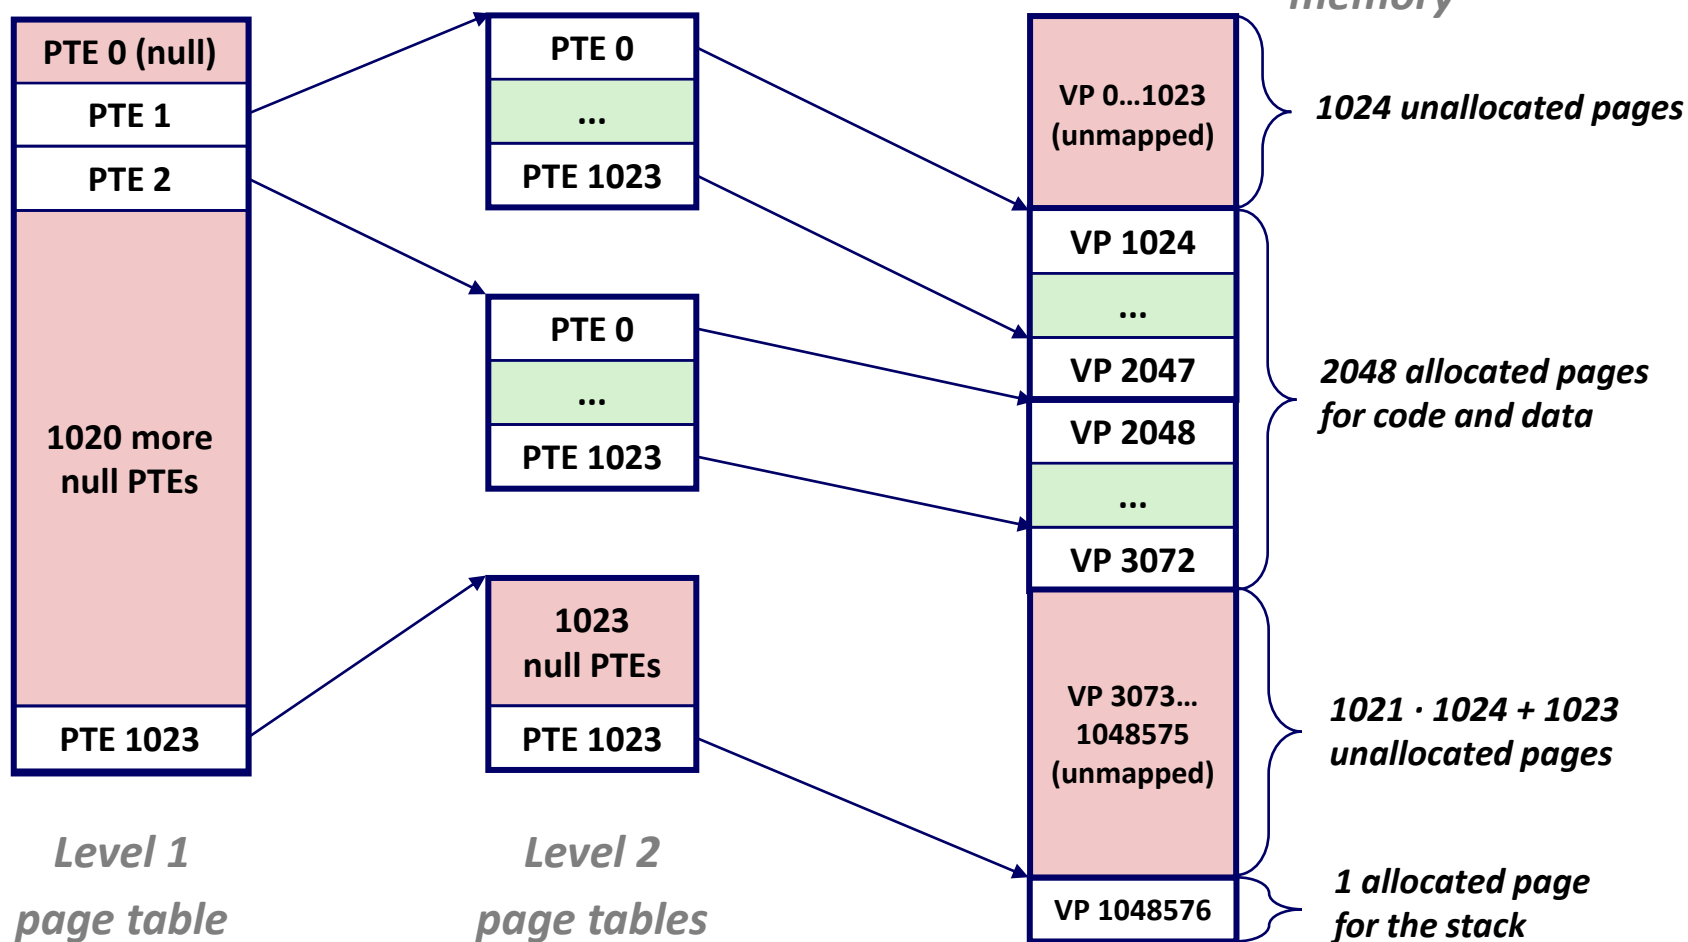 memory
PTE 0 (null)
PTE 1
PTE 2
1020 more
null PTEs
PTE 1023
Level 1
page table
PTE 0
...
PTE 1023
PTE 0
...
PTE 1023
1023
null PTEs
PTE 1023
Level 2
page tables
VP 0...1023
(unmapped)
VP 1024
...
VP 2047
VP 2048
...
VP 3072
VP 3073...
1048575
(unmapped)
VP 1048576
1024 unallocated pages
2048 allocated pages
for code and data
1021 · 1024 + 1023
unallocated pages
1 allocated page
for the stack